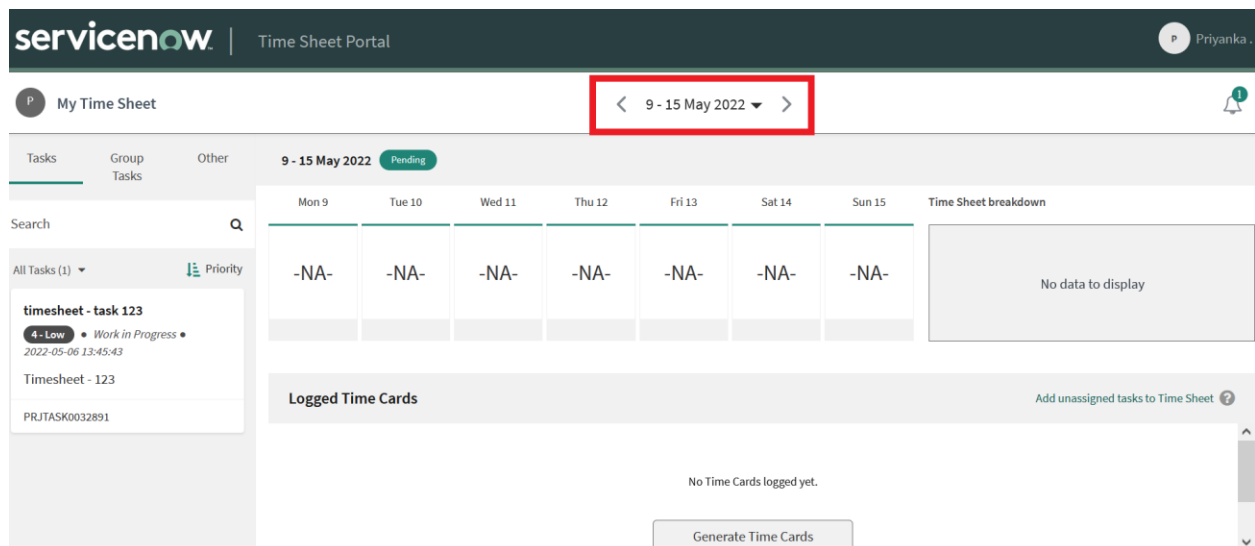 servicenow. | Time Sheet Portal
P Priyanka .
P My Time Sheet
9 - 15 May 2022
1
Tasks Group Tasks Other
9 - 15 May 2022 Pending
Search
Mon 9 Tue 10 Wed 11 Thu 12 Fri 13 Sat 14 Sun 15 Time Sheet breakdown
All Tasks (1) Priority
-NA- -NA- -NA- -NA- -NA- -NA- -NA- No data to display
timesheet - task 123
4 - Low • Work in Progress •
2022-05-06 13:45:43
Timesheet - 123
PRJTASK0032891
Logged Time Cards Add unassigned tasks to Time Sheet ?
No Time Cards logged yet.
Generate Time Cards